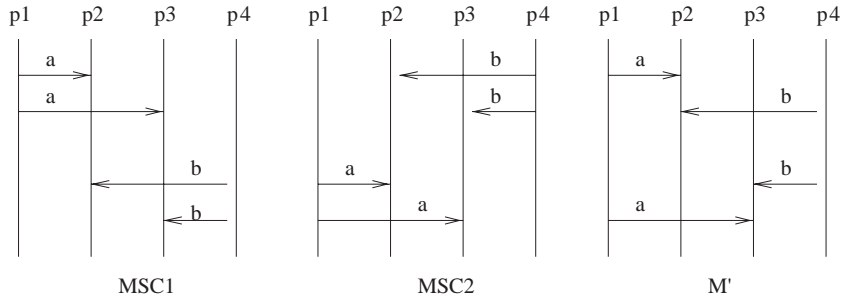 p1 p2 p3 p4 p1 p2 p3 p4 p1 p2 p3 p4
a b a
a b b
b a b
b a a
MSC1 MSC2 M'